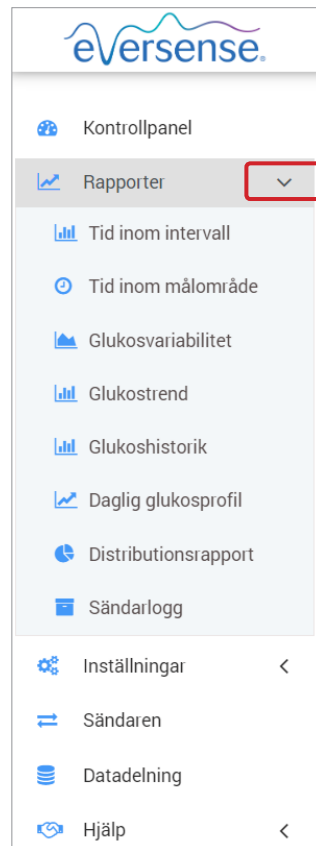 eversense.
Kontrollpanel
Rapporter
Tid inom intervall
Tid inom målområde
Glukosvariabilitet
Glukostrend
Glukoshistorik
Daglig glukosprofil
Distributionsrapport
Sändarlogg
Inställningar
Sändaren
Datadelning
Hjälp